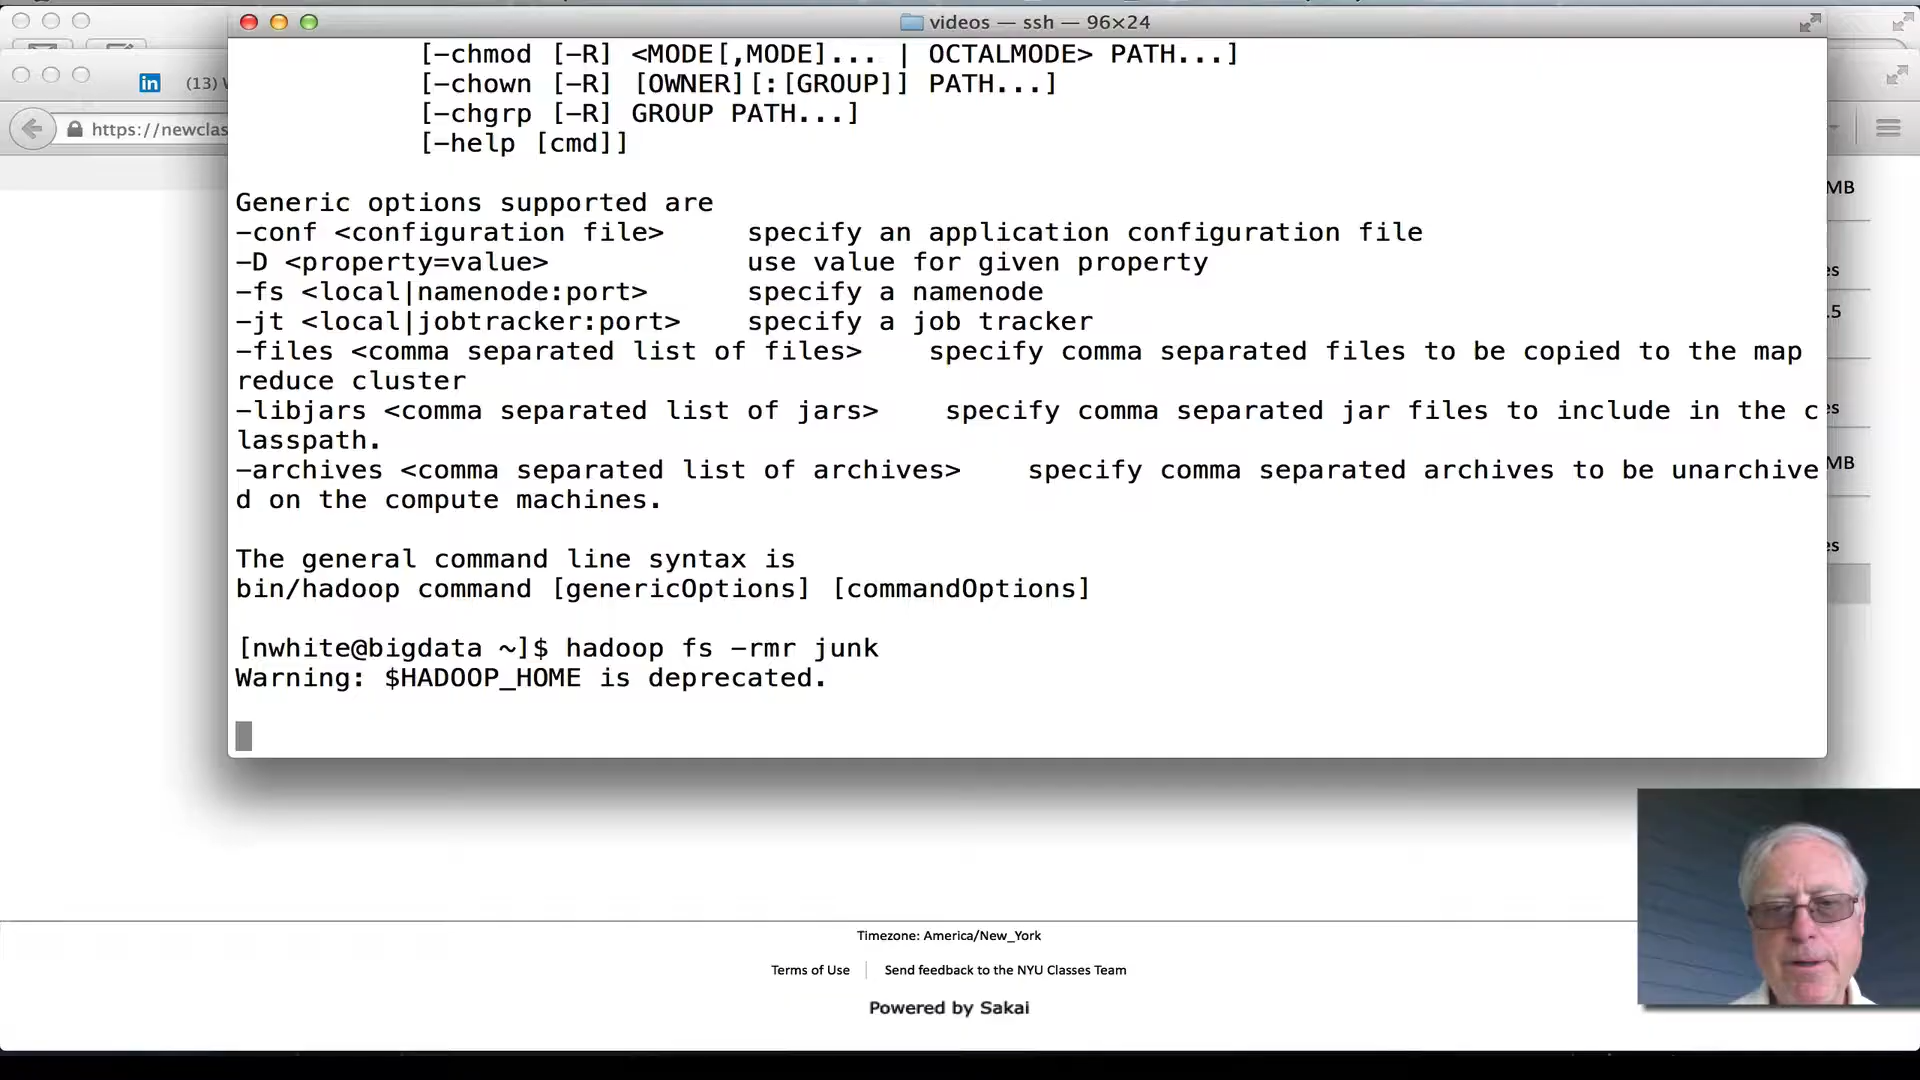 videos — ssh — 96×24
[-chmod [-R] <MODE[,MODE]... | OCTALMODE> PATH...]
[-chown [-R] [OWNER][:[GROUP]] PATH...]
[-chgrp [-R] GROUP PATH...]
[-help [cmd]]
Generic options supported are
-conf <configuration file>     specify an application configuration file
-D <property=value>            use value for given property
-fs <local|namenode:port>      specify a namenode
-jt <local|jobtracker:port>    specify a job tracker
-files <comma separated list of files>    specify comma separated files to be copied to the map
reduce cluster
-libjars <comma separated list of jars>    specify comma separated jar files to include in the c
lasspath.
-archives <comma separated list of archives>    specify comma separated archives to be unarchive
d on the compute machines.
The general command line syntax is
bin/hadoop command [genericOptions] [commandOptions]
[nwhite@bigdata ~]$ hadoop fs -rmr junk
Warning: $HADOOP_HOME is deprecated.
in
(13)
https://newclas
MB
es
.5
es
MB
es
Timezone: America/New_York
Terms of Use
Send feedback to the NYU Classes Team
Powered by Sakai